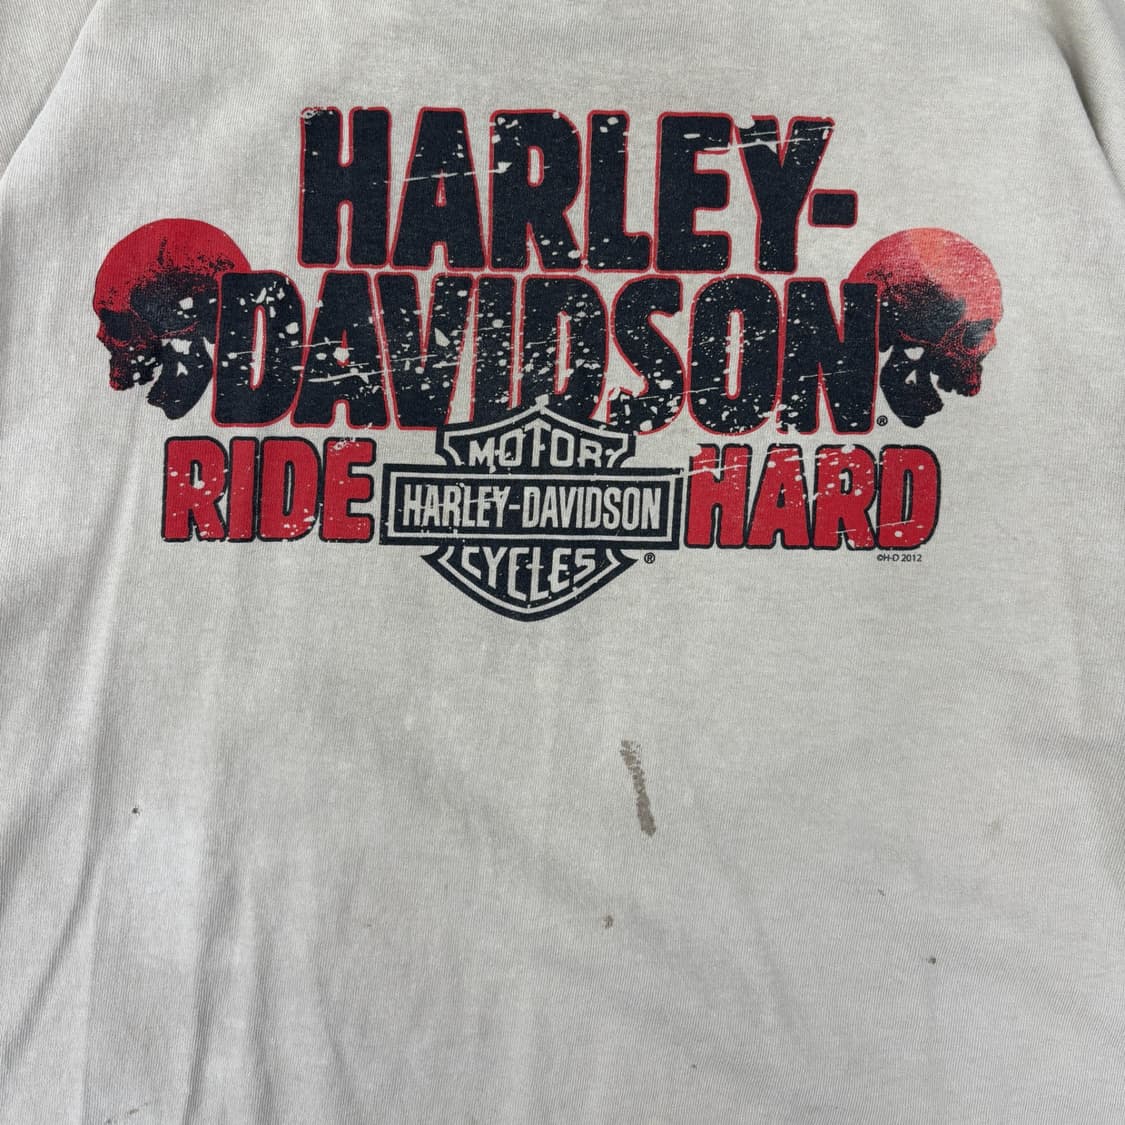 HARLEY-
DAVIDSON®
RIDE HARD
MOTOR
HARLEY-DAVIDSON
CYCLES ®
©H-D 2012